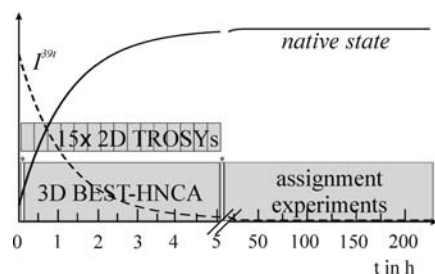 native state
I³⁹ᵗ
15x 2D TROSYs
* *
3D BEST-HNCA
assignment
experiments
0 1 2 3 4 5 50 100 150 200
t in h